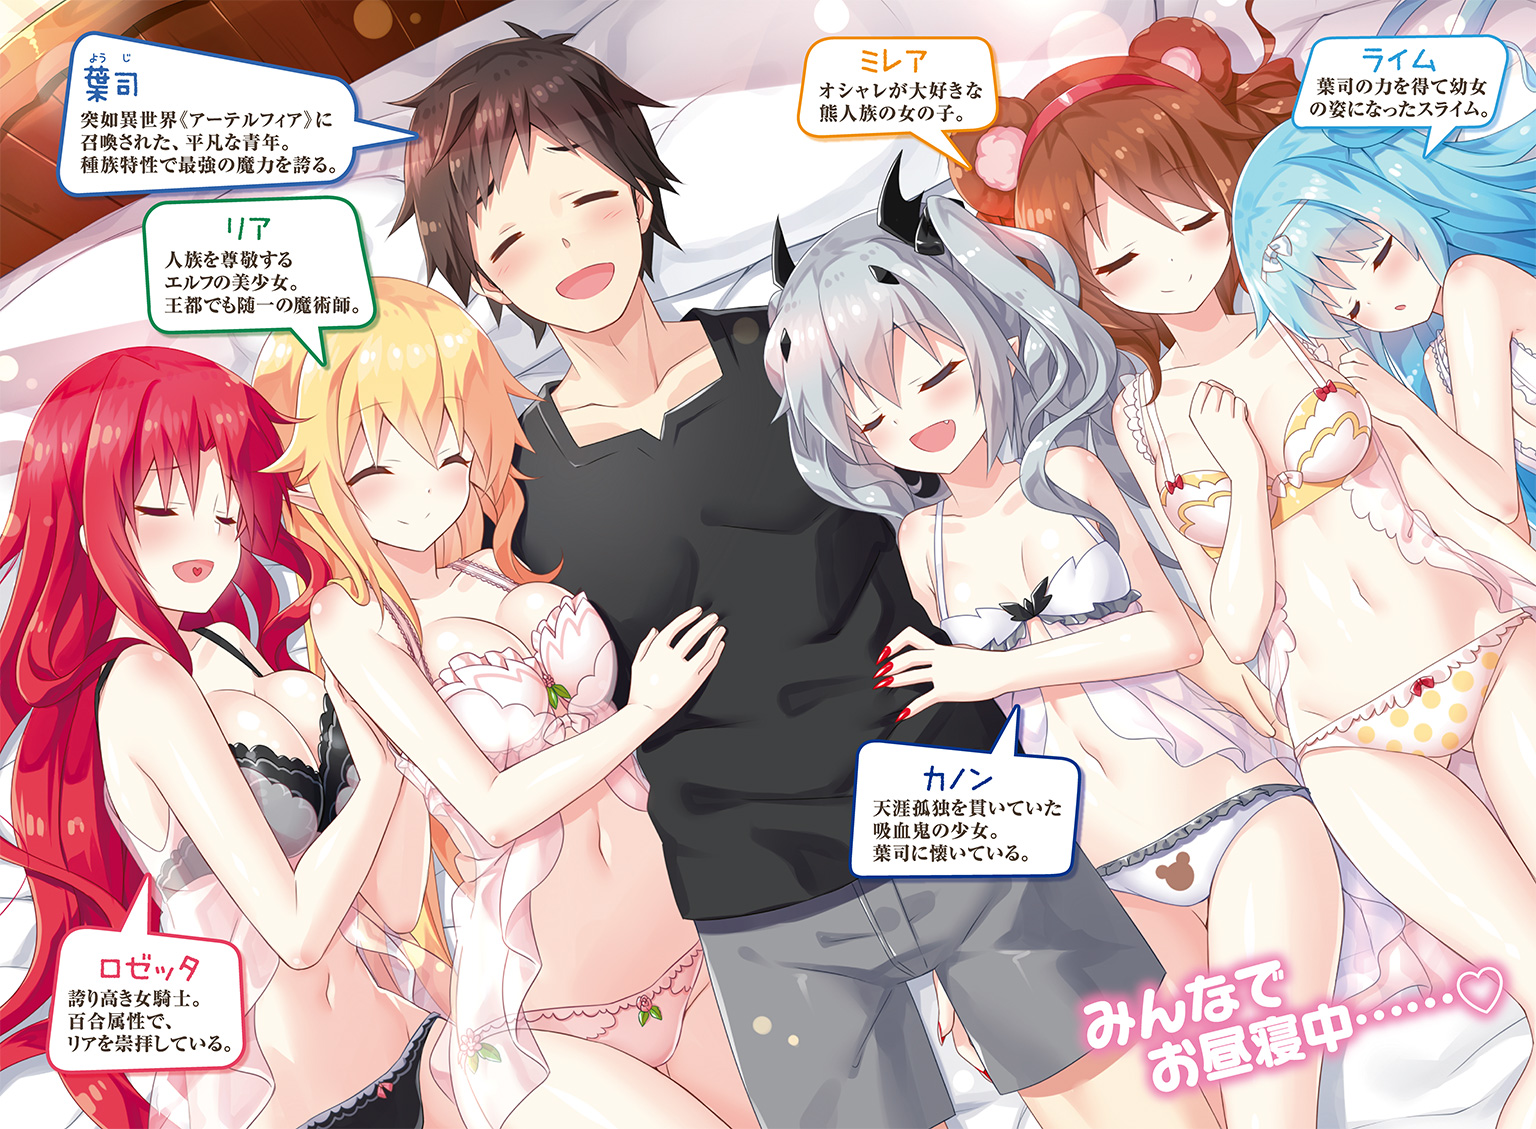 ようじ
葉司
突如異世界《アーテルフィア》に
召喚された、平凡な青年。
種族特性で最強の魔力を誇る。
リア
人族を尊敬する
エルフの美少女。
王都でも随一の魔術師。
ロゼッタ
誇り高き女騎士。
百合属性で、
リアを崇拝している。
ミレア
オシャレが大好きな
熊人族の女の子。
ライム
葉司の力を得て幼女
の姿になったスライム。
カノン
天涯孤独を貫いていた
吸血鬼の少女。
葉司に懐いている。
みんなで
お昼寝中……♡